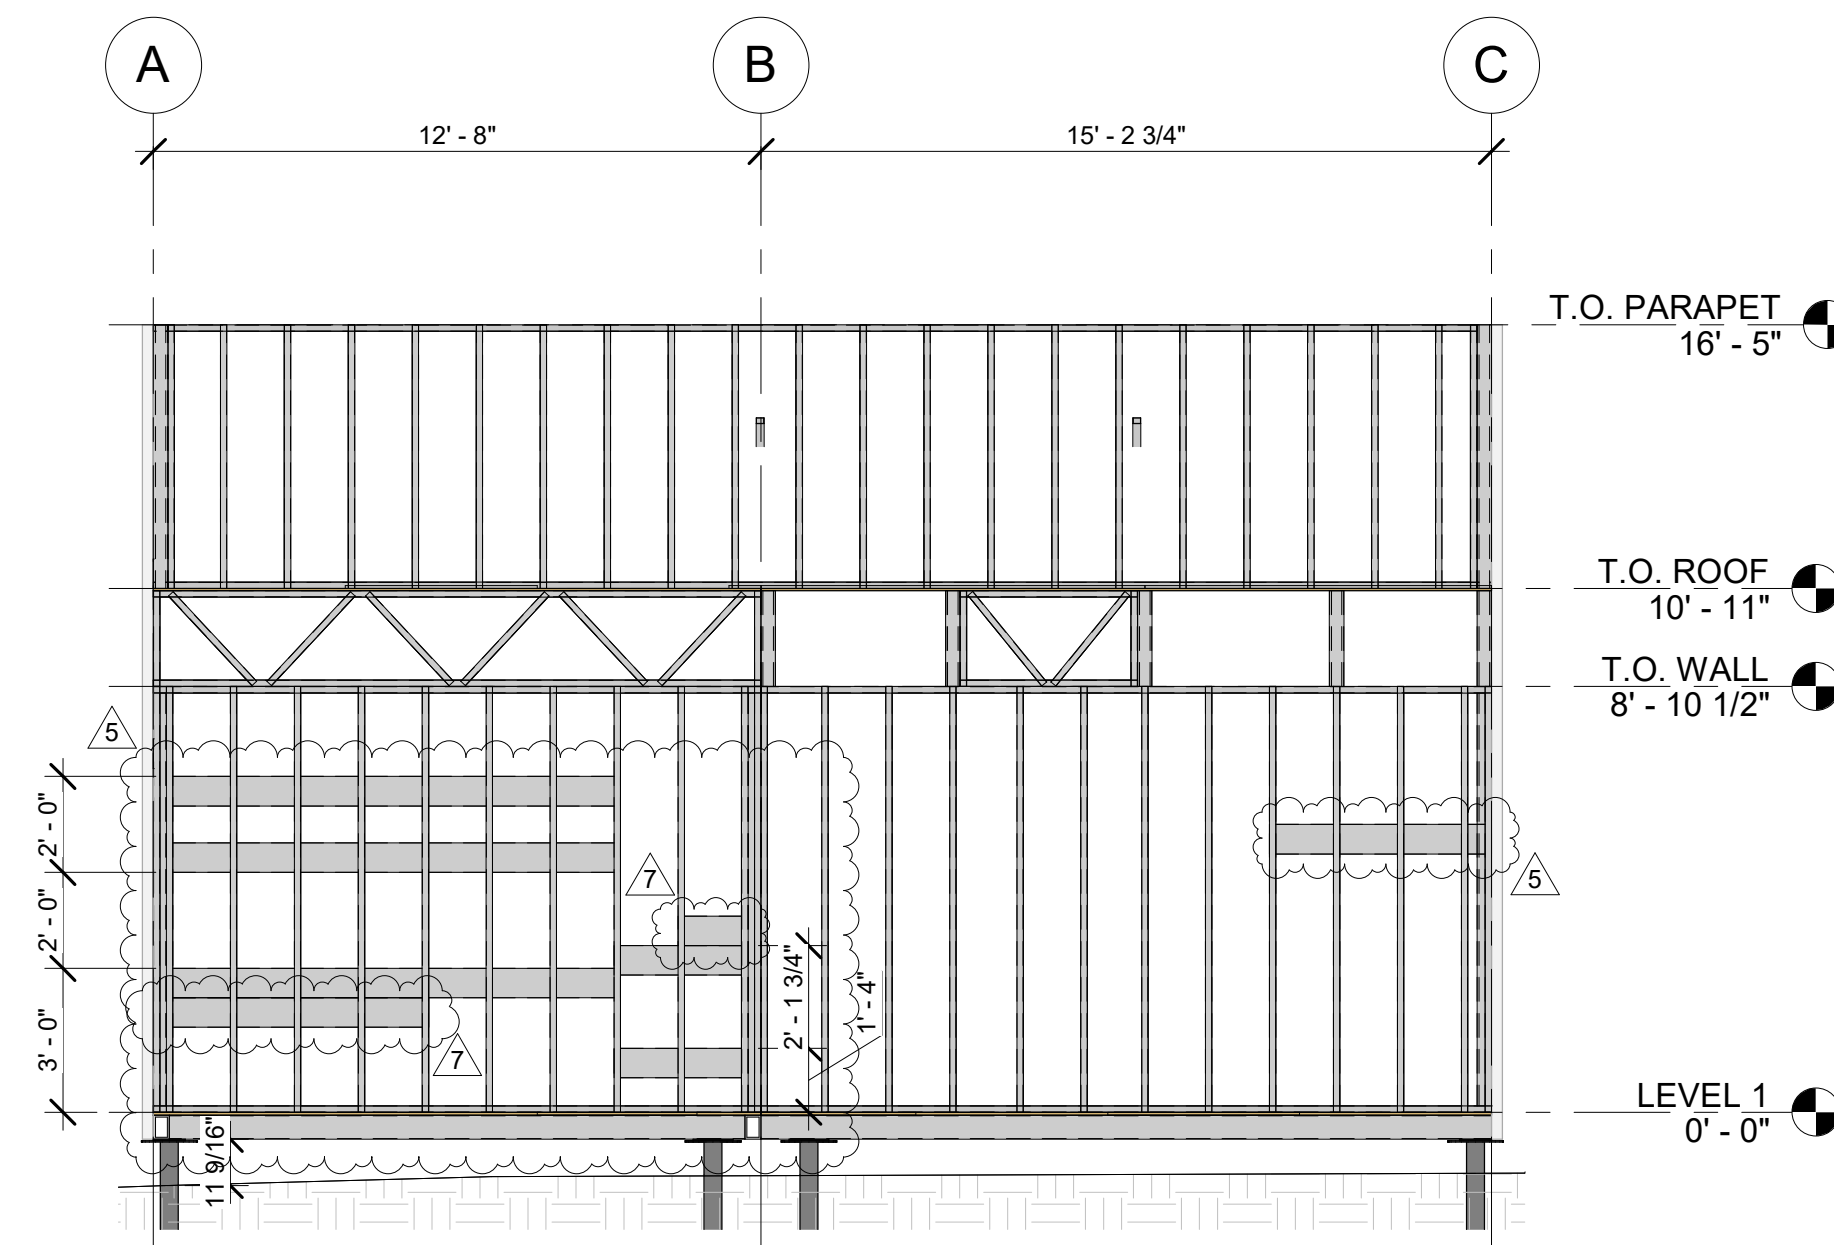 A
B
C
12' - 8"
15' - 2 3/4"
T.O. PARAPET
16' - 5"
T.O. ROOF
10' - 11"
T.O. WALL
8' - 10 1/2"
5
2' - 0"
7
5
2' - 0"
2' - 1 3/4"
1' - 4"
3' - 0"
7
LEVEL 1
0' - 0"
11 9/16"